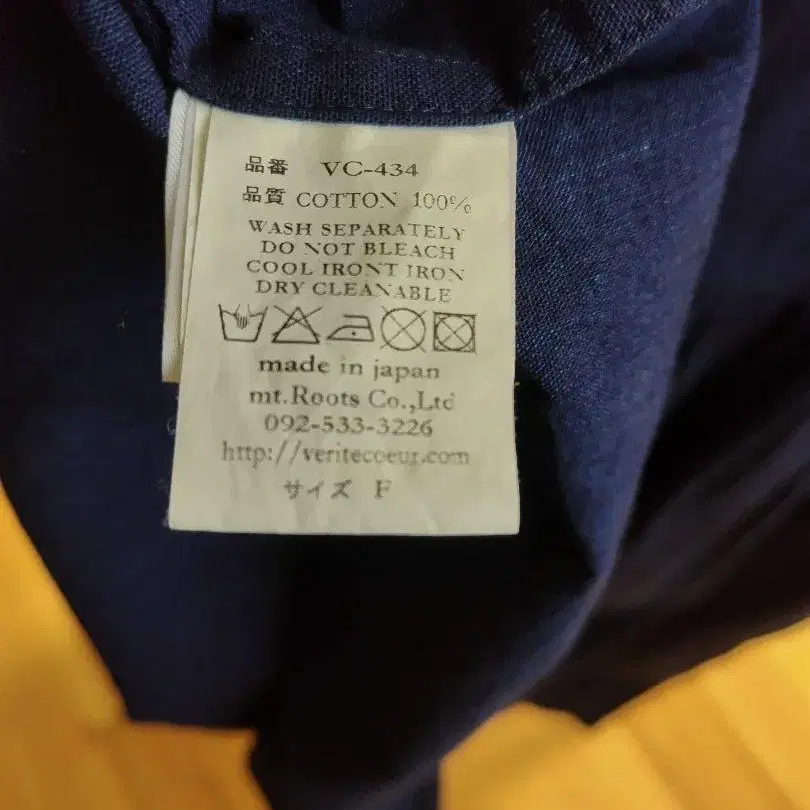 品番 VC-434
品質 COTTON 100%
WASH SEPARATELY
DO NOT BLEACH
COOL IRONT IRON
DRY CLEANABLE
made in japan
mt.Roots Co.,Ltd
092-533-3226
http://veritecoeur.com
サイズ F